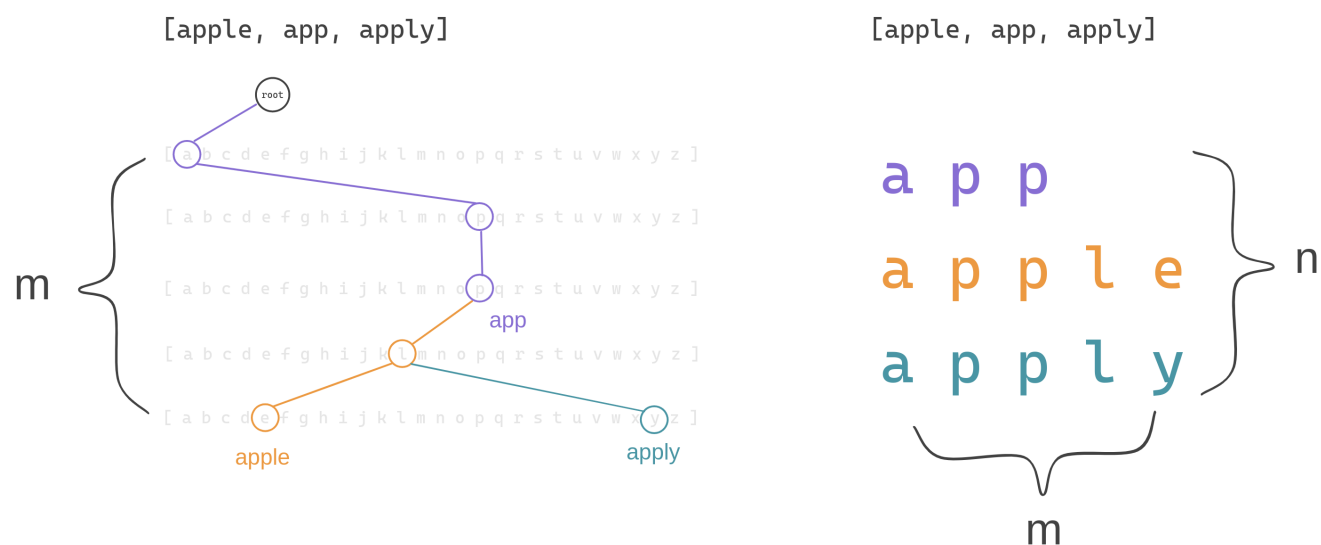 [apple, app, apply]
root
[ a b c d e f g h i j k l m n o p q r s t u v w x y z ]
[ a b c d e f g h i j k l m n o p q r s t u v w x y z ]
m
[ a b c d e f g h i j k l m n o p q r s t u v w x y z ]
app
[ a b c d e f g h i j k l m n o p q r s t u v w x y z ]
[ a b c d e f g h i j k l m n o p q r s t u v w x y z ]
apple
apply
[apple, app, apply]
a p p
a p p l e
n
a p p l y
m